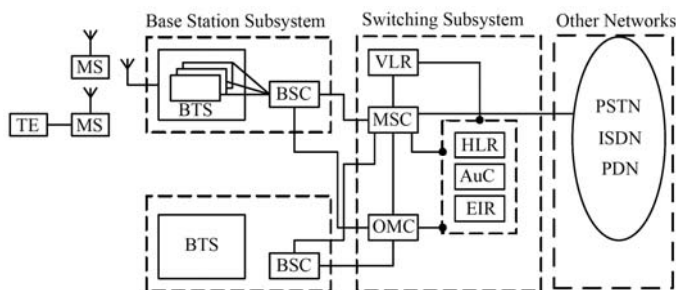 Base Station Subsystem
Switching Subsystem
Other Networks
MS
TE
MS
BTS
BSC
VLR
MSC
HLR
AuC
EIR
OMC
PSTN
ISDN
PDN
BTS
BSC